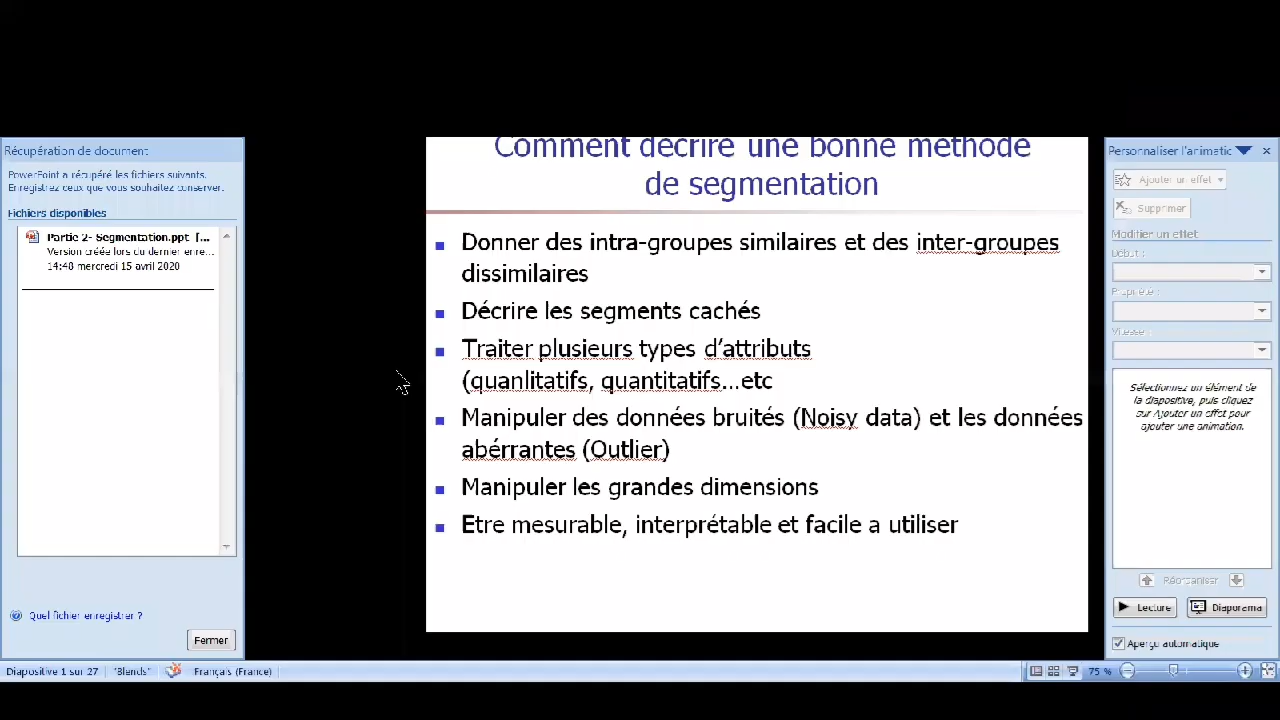 Récupération de document
PowerPoint a récupéré les fichiers suivants.
Enregistrez ceux que vous souhaitez conserver.
Fichiers disponibles
Partie 2- Segmentation.ppt [...
Version créée lors du dernier enre...
14:48 mercredi 15 avril 2020
Quel fichier enregistrer ?
Fermer
Comment décrire une bonne méthode
de segmentation
Donner des intra-groupes similaires et des inter-groupes
dissimilaires
Décrire les segments cachés
Traiter plusieurs types d’attributs
(quanlitatifs, quantitatifs...etc
Manipuler des données bruités (Noisy data) et les données
abérrantes (Outlier)
Manipuler les grandes dimensions
Etre mesurable, interprétable et facile a utiliser
Personnaliser l'animatic
Ajouter un effet
Supprimer
Modifier un effet
Début :
Propriété :
Vitesse :
Sélectionnez un élément de
la diapositive, puis cliquez
sur Ajouter un effet pour
ajouter une animation.
Réorganiser
Lecture
Diaporama
Aperçu automatique
Diapositive 1 sur 27
"Blends"
Français (France)
75 %